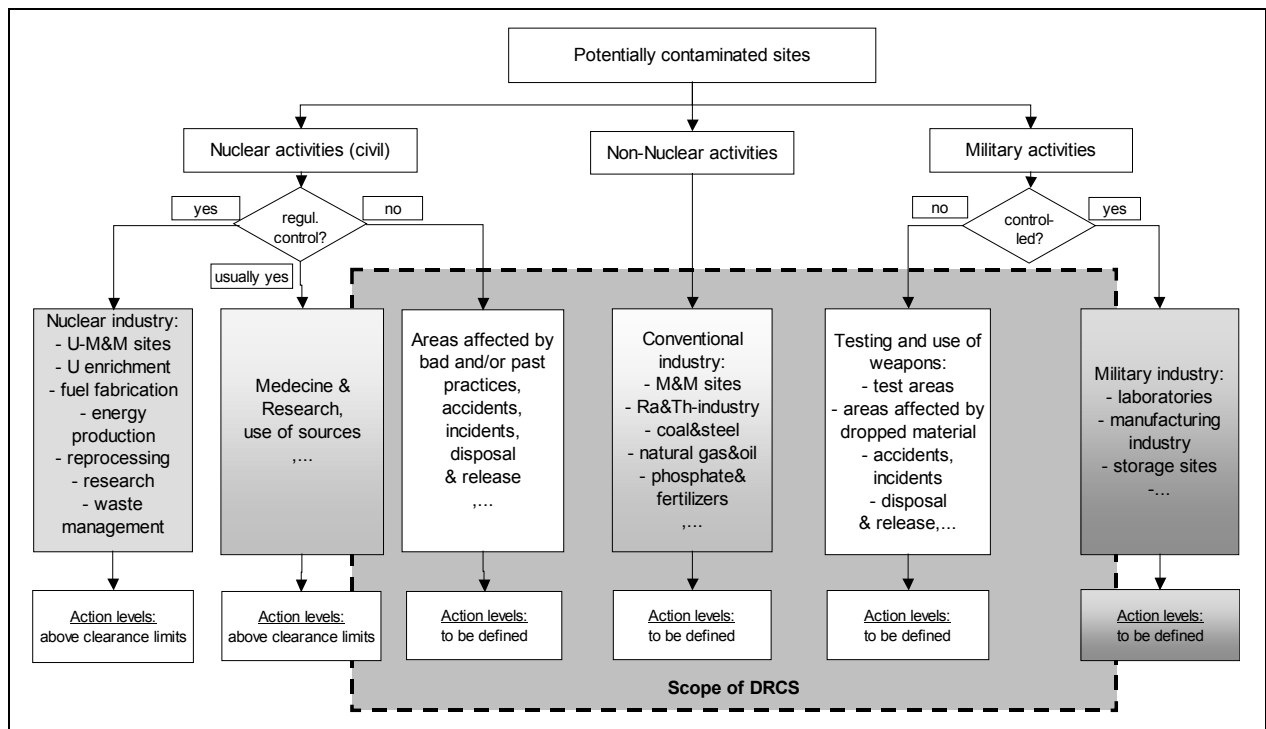 Potentially contaminated sites
Nuclear activities (civil)
Non-Nuclear activities
Military activities
yes
regul.
control?
no
usually yes
no
control-
led?
yes
Nuclear industry:
- U-M&M sites
- U enrichment
- fuel fabrication
- energy
production
- reprocessing
- research
- waste
management
Medecine &
Research,
use of sources
,...
Areas affected by
bad and/or past
practices,
accidents,
incidents,
disposal
& release
,...
Conventional
industry:
- M&M sites
- Ra&Th-industry
- coal&steel
- natural gas&oil
- phosphate&
fertilizers
,...
Testing and use of
weapons:
- test areas
- areas affected by
dropped material
- accidents,
incidents
- disposal
& release,...
Military industry:
- laboratories
- manufacturing
industry
- storage sites
-...
Action levels:
above clearance limits
Action levels:
above clearance limits
Action levels:
to be defined
Action levels:
to be defined
Action levels:
to be defined
Action levels:
to be defined
Scope of DRCS